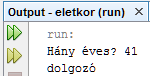 Output - eletkor (run)
run:
Hány éves? 41
dolgozó